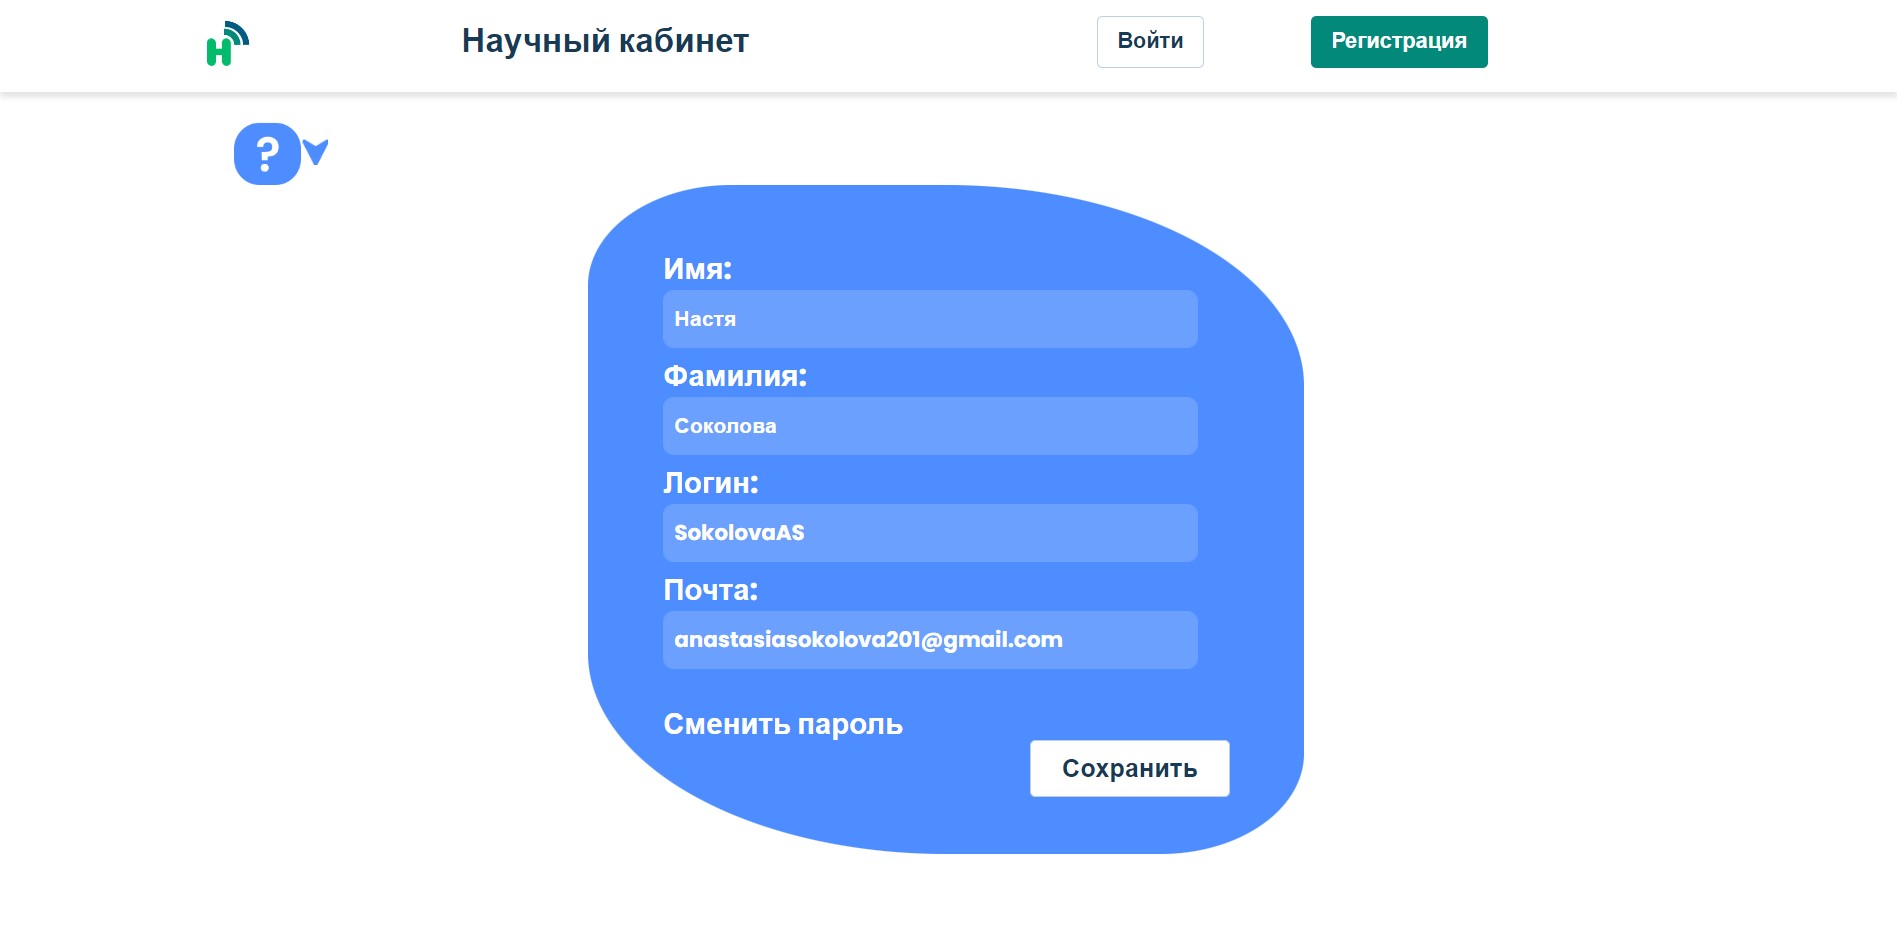 Научный кабинет
Войти
Регистрация
?
Имя:
Настя
Фамилия:
Соколова
Логин:
SokolovaAS
Почта:
anastasiasokolova201@gmail.com
Сменить пароль
Сохранить